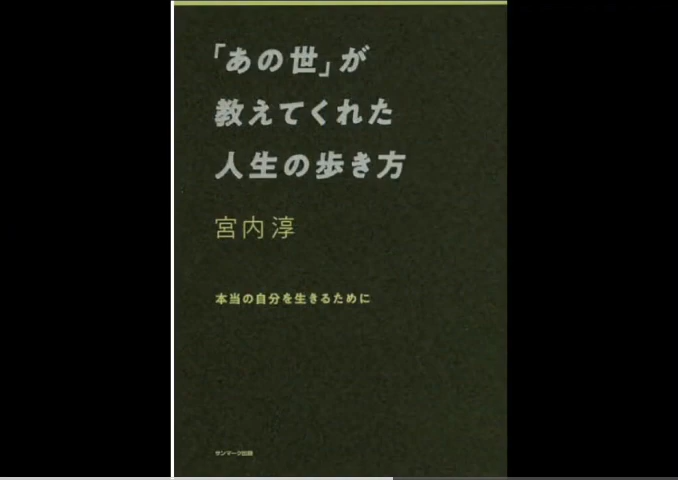 「あの世」が
教えてくれた
人生の歩き方
宮内淳
本当の自分を生きるために
サンマーク出版